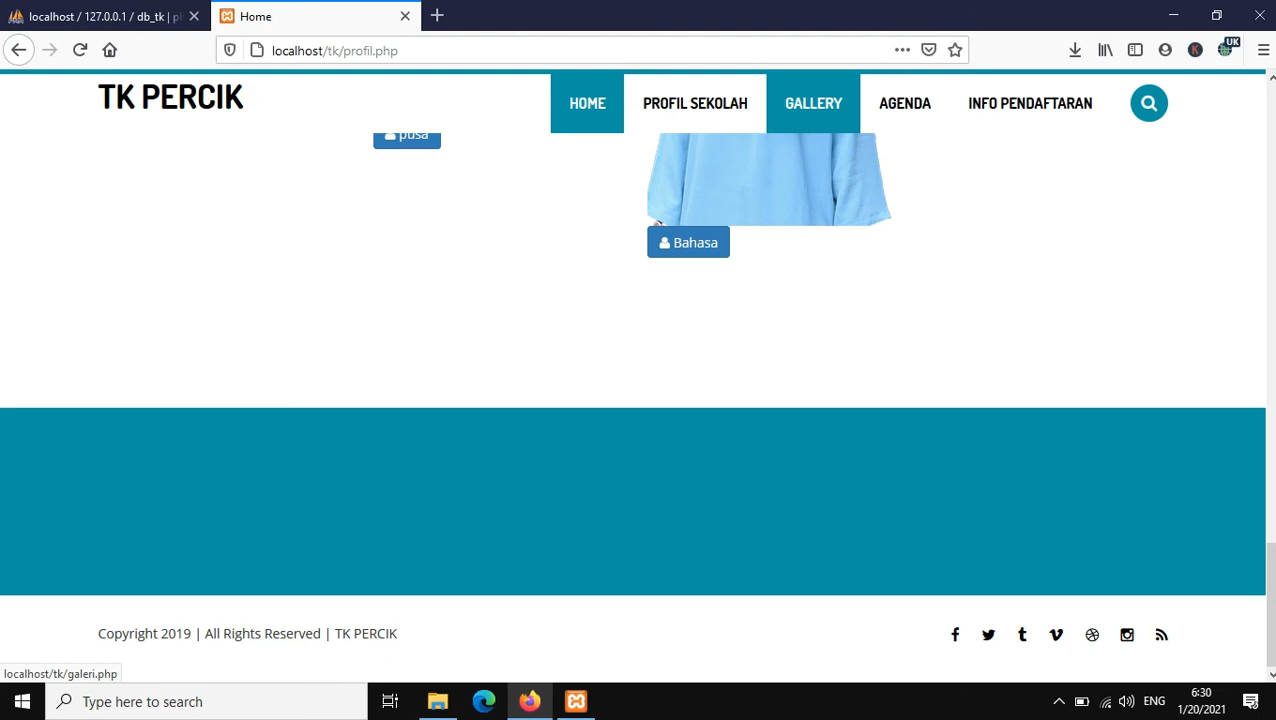 localhost / 127.0.0.1 / db_tk | p
Home
localhost/tk/profil.php
UK
K
TK PERCIK
HOME
PROFIL SEKOLAH
GALLERY
AGENDA
INFO PENDAFTARAN
pusa
Bahasa
Copyright 2019 | All Rights Reserved | TK PERCIK
localhost/tk/galeri.php
Type here to search
ENG
6:30
1/20/2021